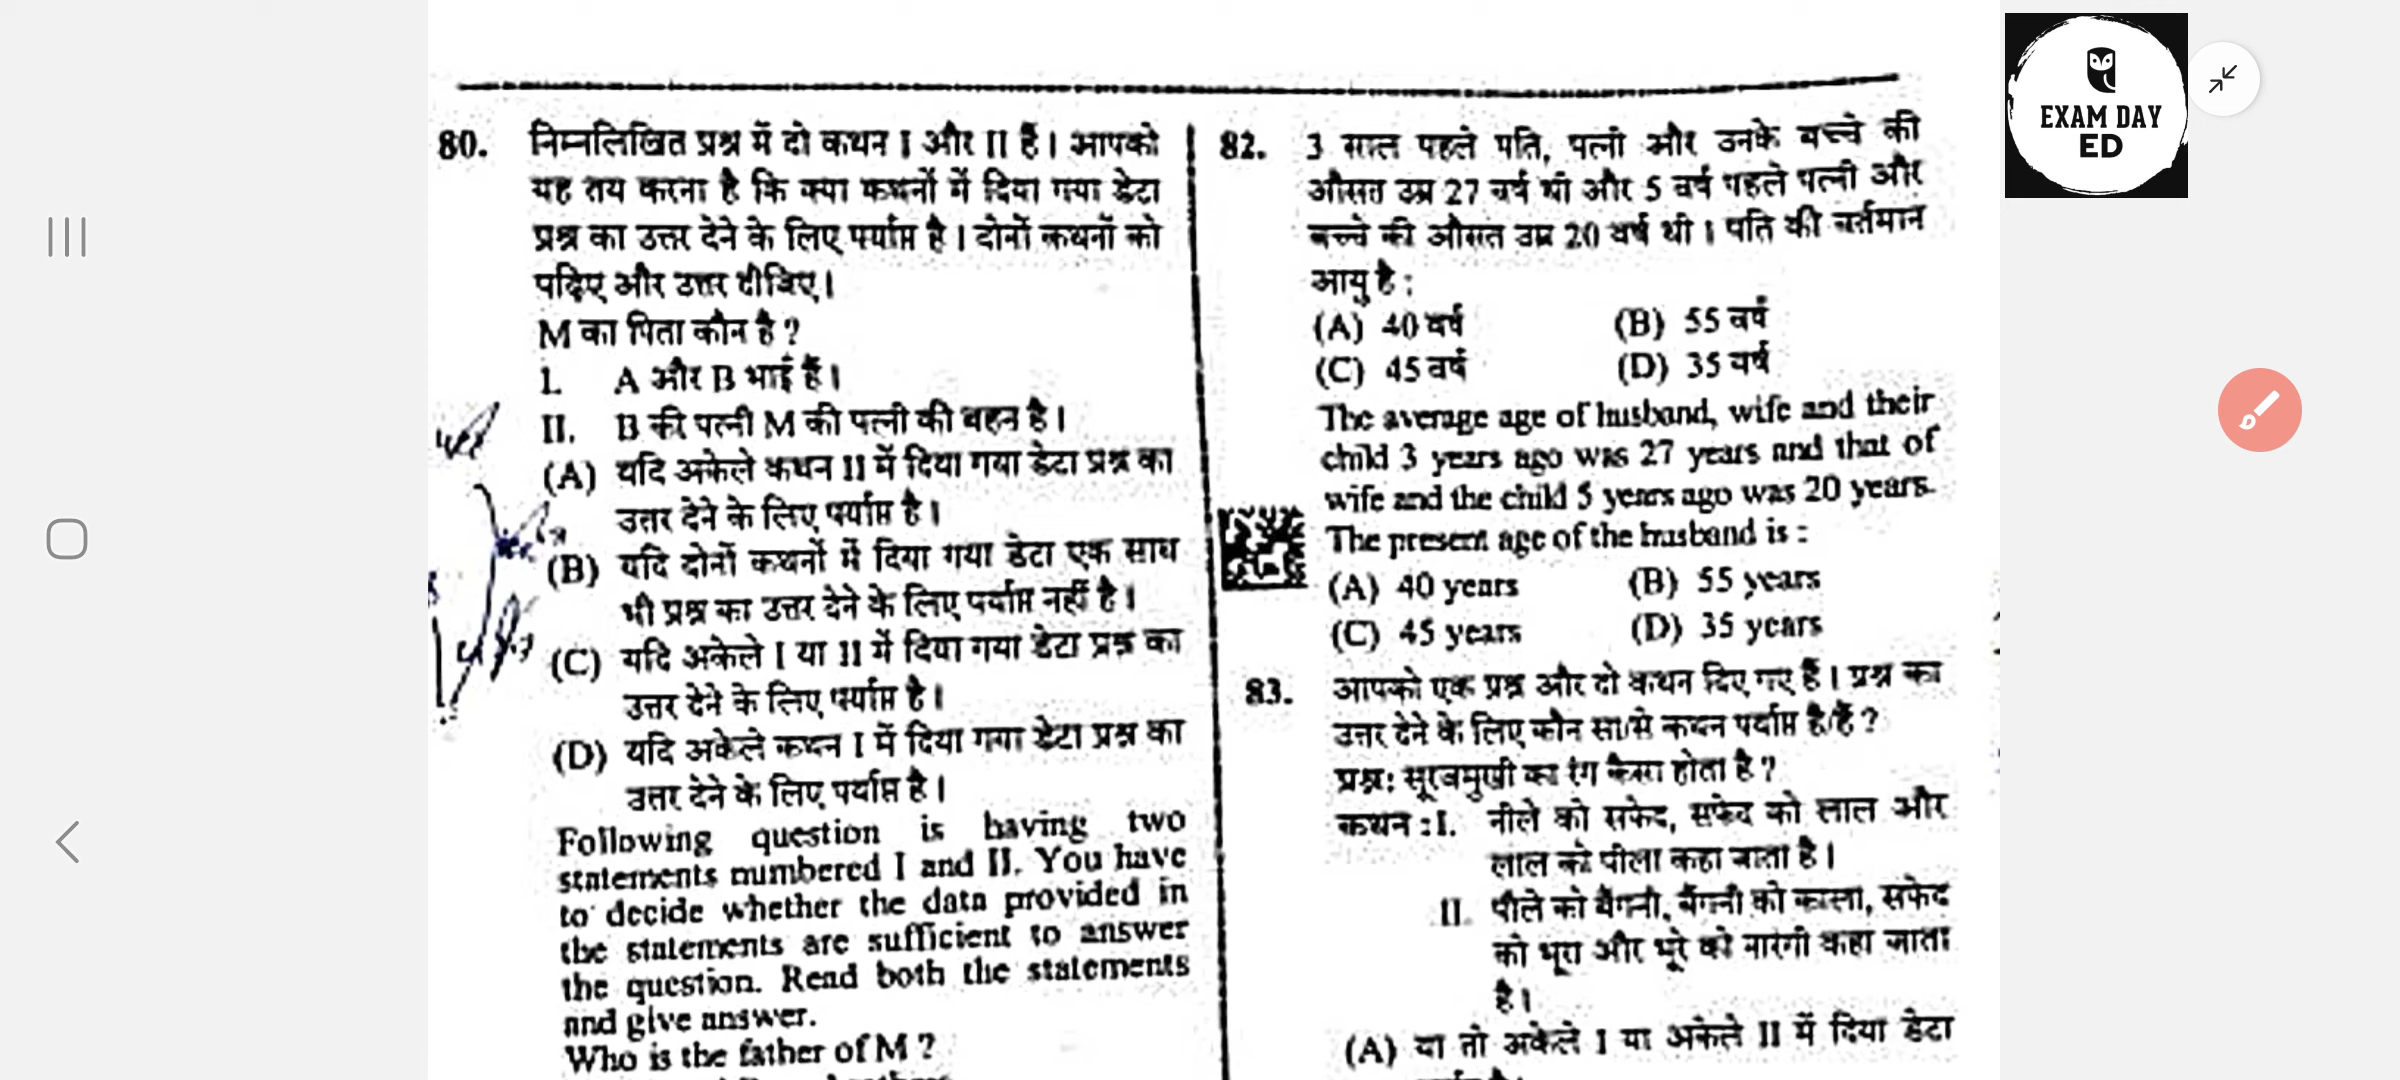 80. निम्नलिखित प्रश्न में दो कथन I और II हैं। आपको
यह तय करना है कि क्या कथनों में दिया गया डेटा
प्रश्न का उत्तर देने के लिए पर्याप्त है। दोनों कथनों को
पढ़िए और उत्तर दीजिए।
M का पिता कौन है ?
I. A और B भाई हैं।
II. B की पत्नी M की पत्नी की बहन है।
(A) यदि अकेले कथन II में दिया गया डेटा प्रश्न का
उत्तर देने के लिए पर्याप्त है।
(B) यदि दोनों कथनों में दिया गया डेटा एक साथ
भी प्रश्न का उत्तर देने के लिए पर्याप्त नहीं है।
(C) यदि अकेले I या II में दिया गया डेटा प्रश्न का
उत्तर देने के लिए पर्याप्त है।
(D) यदि अकेले कथन I में दिया गया डेटा प्रश्न का
उत्तर देने के लिए पर्याप्त है।
Following question is having two
statements numbered I and II. You have
to decide whether the data provided in
the statements are sufficient to answer
the question. Read both the statements
and give answer.
Who is the father of M ?
82. 3 साल पहले पति, पत्नी और उनके बच्चे की
औसत उम्र 27 वर्ष थी और 5 वर्ष पहले पत्नी और
बच्चे की औसत उम्र 20 वर्ष थी। पति की वर्तमान
आयु है :
(A) 40 वर्ष (B) 55 वर्ष
(C) 45 वर्ष (D) 35 वर्ष
The average age of husband, wife and their
child 3 years ago was 27 years and that of
wife and the child 5 years ago was 20 years.
The present age of the husband is :
(A) 40 years (B) 55 years
(C) 45 years (D) 35 years
83. आपको एक प्रश्न और दो कथन दिए गए हैं। प्रश्न का
उत्तर देने के लिए कौन सा/से कथन पर्याप्त है/हैं ?
प्रश्न: सूरजमुखी का रंग कैसा होता है ?
कथन : I. नीले को सफेद, सफेद को लाल और
लाल को पीला कहा जाता है।
II. पीले को बैंगनी, बैंगनी को काला, सफेद
को भूरा और भूरे को नारंगी कहा जाता
है।
(A) या तो अकेले I या अकेले II में दिया डेटा
EXAM DAY
ED